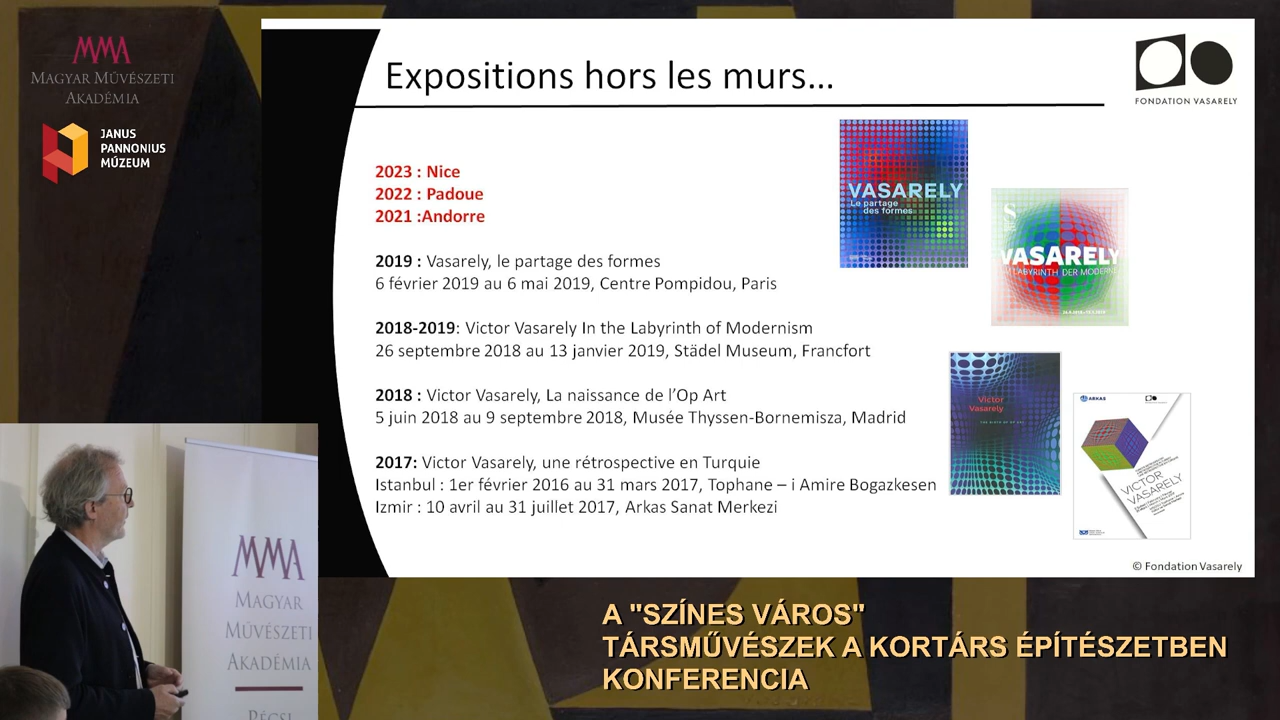 MMA
MAGYAR MŰVÉSZETI
AKADÉMIA
JANUS
PANNONIUS
MÚZEUM
Expositions hors les murs...
FONDATION VASARELY
2023 : Nice
2022 : Padoue
2021 :Andorre
2019 : Vasarely, le partage des formes
6 février 2019 au 6 mai 2019, Centre Pompidou, Paris
2018-2019: Victor Vasarely In the Labyrinth of Modernism
26 septembre 2018 au 13 janvier 2019, Städel Museum, Francfort
2018 : Victor Vasarely, La naissance de l'Op Art
5 juin 2018 au 9 septembre 2018, Musée Thyssen-Bornemisza, Madrid
2017: Victor Vasarely, une rétrospective en Turquie
Istanbul : 1er février 2016 au 31 mars 2017, Tophane – i Amire Bogazkesen
Izmir : 10 avril au 31 juillet 2017, Arkas Sanat Merkezi
VASARELY
Le partage
des formes
VASARELY
LABYRINTH DER MODERNE
Victor
Vasarely
ARKAS
VICTOR
VASARELY
© Fondation Vasarely
MMA
MAGYAR
MŰVÉSZETI
AKADÉMIA
PÉCSI
A "SZÍNES VÁROS"
TÁRSMŰVÉSZEK A KORTÁRS ÉPÍTÉSZETBEN
KONFERENCIA